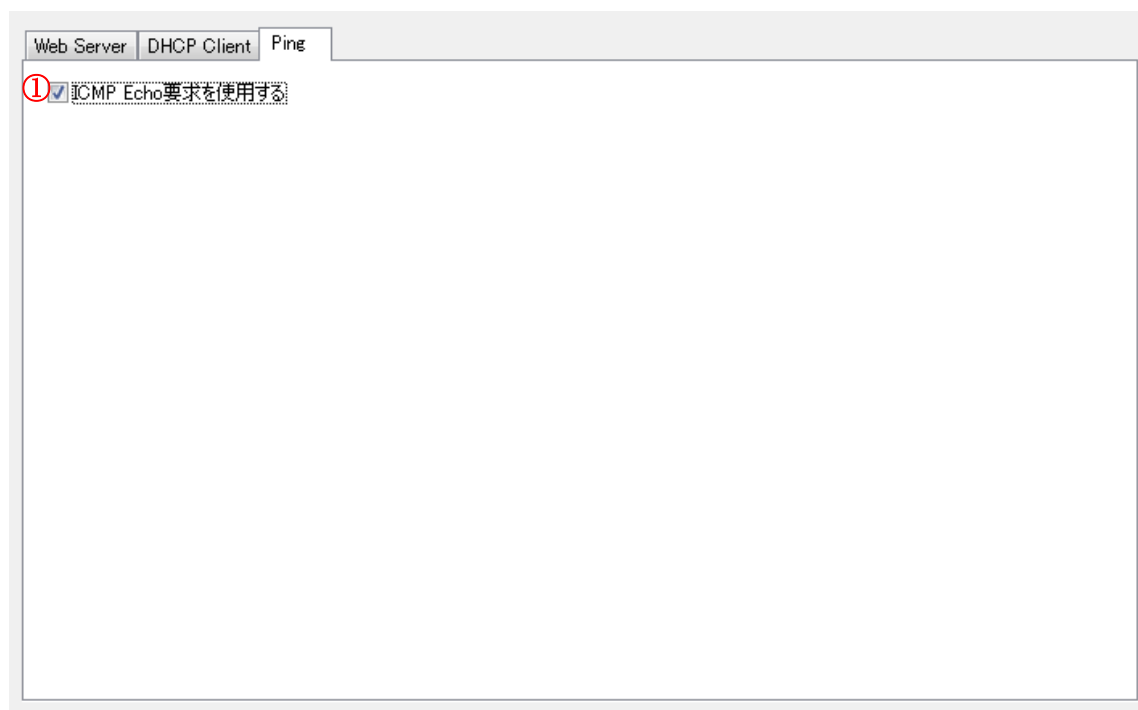 Web Server DHCP Client Ping
① ICMP Echo要求を使用する